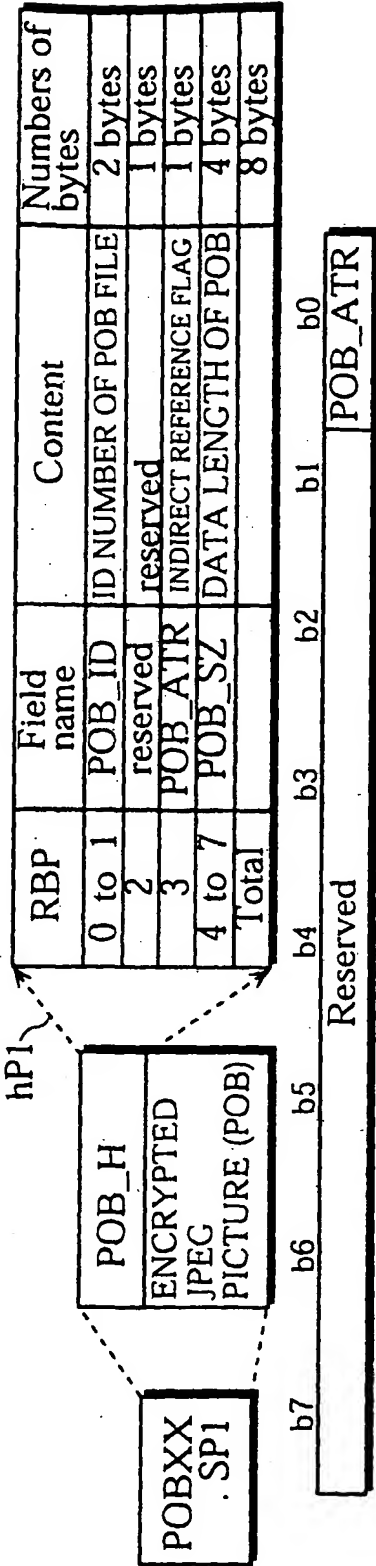 hP1
POBXX
. SP1
POB_H
ENCRYPTED
JPEG
PICTURE (POB)
RBP Field name Content Numbers of bytes
0 to 1 POB_ID ID NUMBER OF POB FILE 2 bytes
2 reserved reserved 1 bytes
3 POB_ATR INDIRECT REFERENCE FLAG 1 bytes
4 to 7 POB_SZ DATA LENGTH OF POB 4 bytes
Total 8 bytes
b7 b6 b5 b4 b3 b2 b1 b0
Reserved POB_ATR